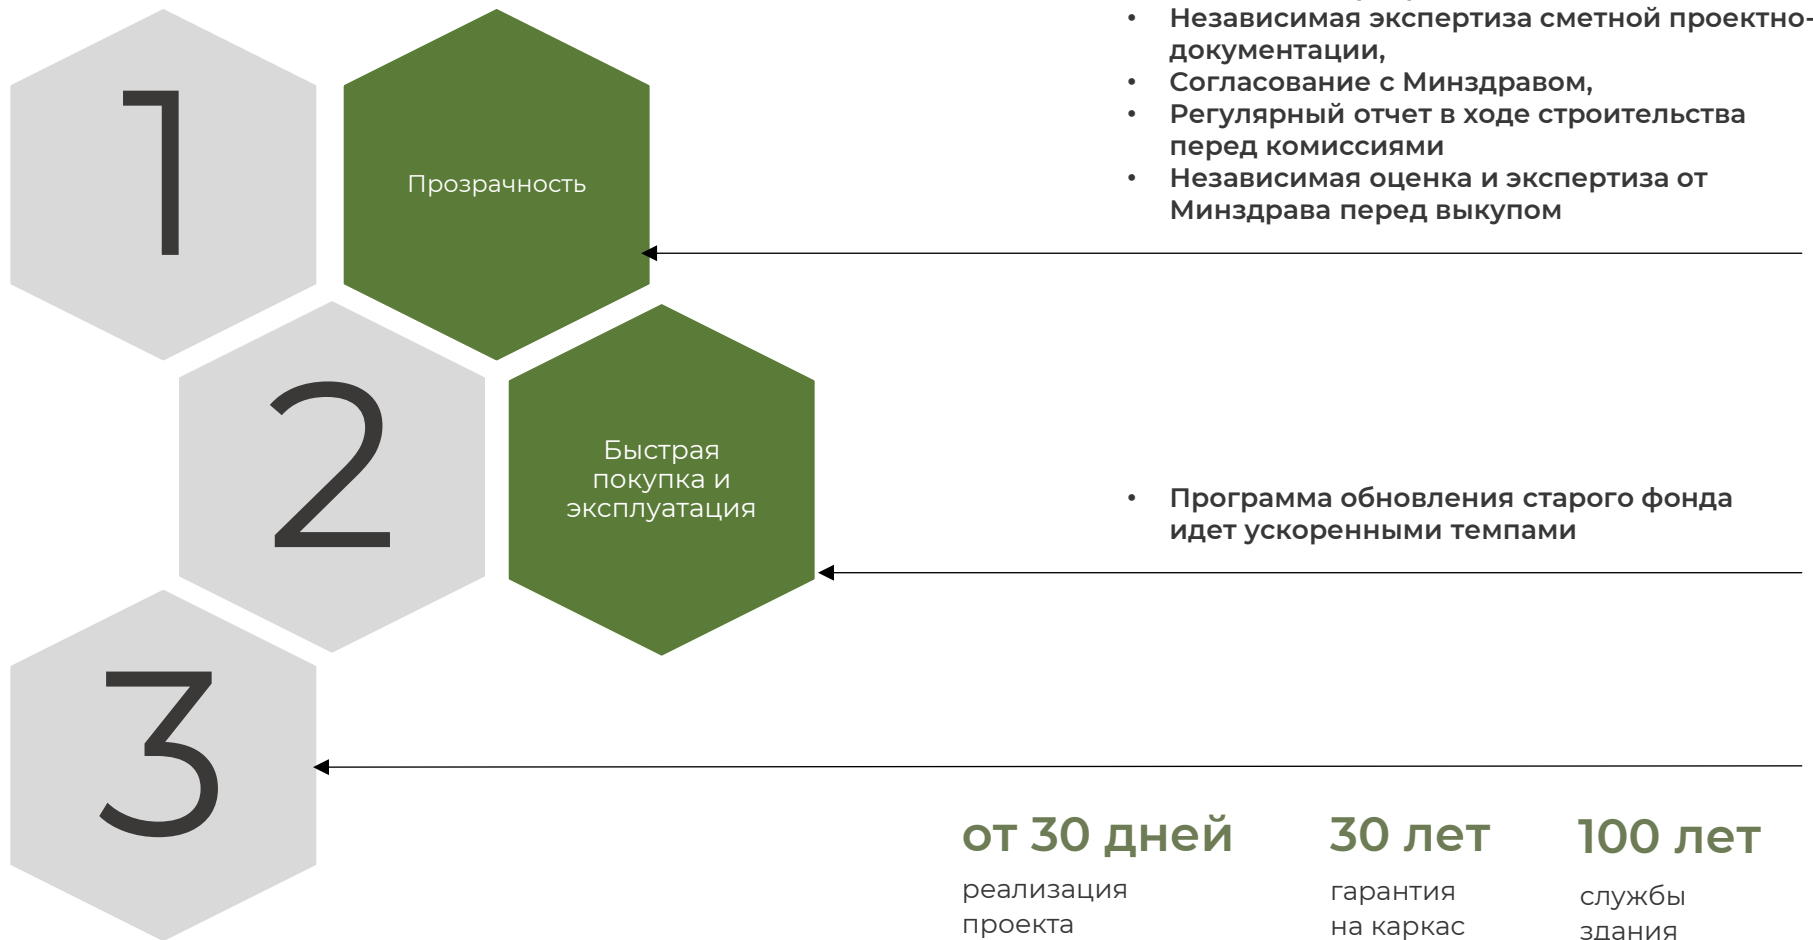 1
Прозрачность
• Независимая экспертиза сметной проектно-
документации,
• Согласование с Минздравом,
• Регулярный отчет в ходе строительства
перед комиссиями
• Независимая оценка и экспертиза от
Минздрава перед выкупом
2
Быстрая
покупка и
эксплуатация
• Программа обновления старого фонда
идет ускоренными темпами
3
от 30 дней
реализация
проекта
30 лет
гарантия
на каркас
100 лет
службы
здания